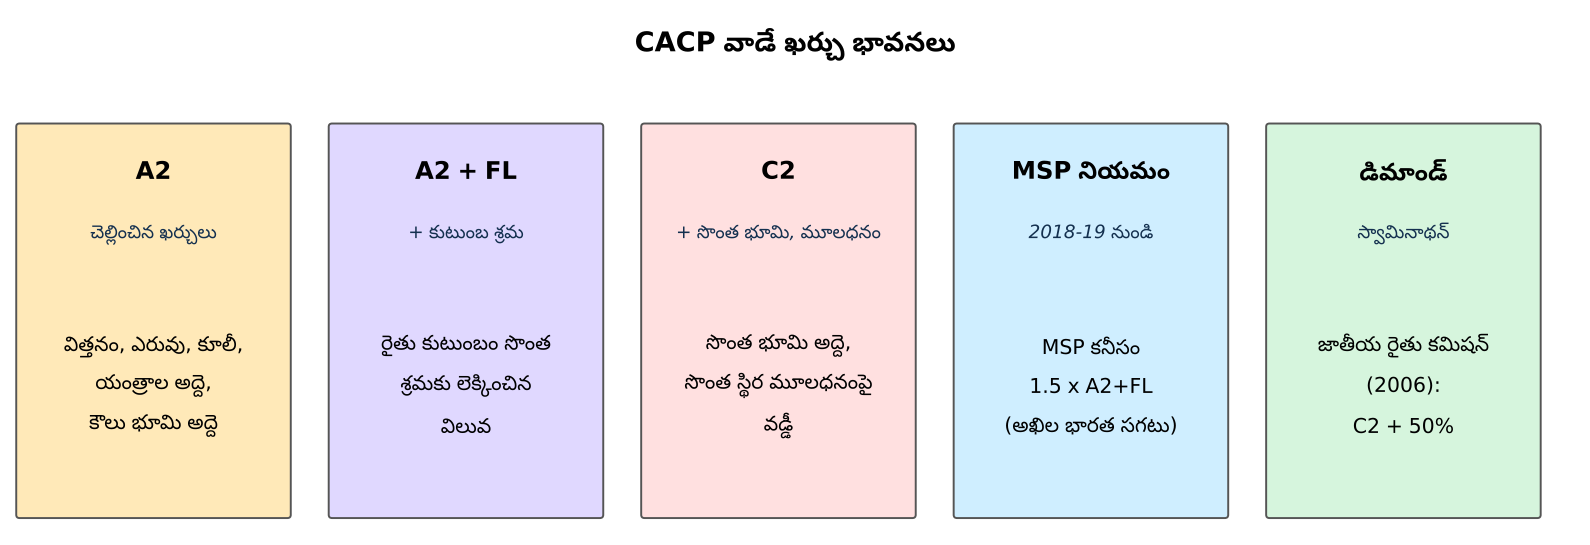 CACP వాడే ఖర్చు భావనలు
A2
చెల్లించిన ఖర్చులు
విత్తనం, ఎరువు, కూలీ,
యంత్రాల అద్దె,
కౌలు భూమి అద్దె
A2 + FL
+ కుటుంబ శ్రమ
రైతు కుటుంబం సొంత
శ్రమకు లెక్కించిన
విలువ
C2
+ సొంత భూమి, మూలధనం
సొంత భూమి అద్దె,
సొంత స్థిర మూలధనంపై
వడ్డీ
MSP నియమం
2018-19 నుండి
MSP కనీసం
1.5 x A2+FL
(అఖిల భారత సగటు)
డిమాండ్
స్వామినాథన్
జాతీయ రైతు కమిషన్
(2006):
C2 + 50%